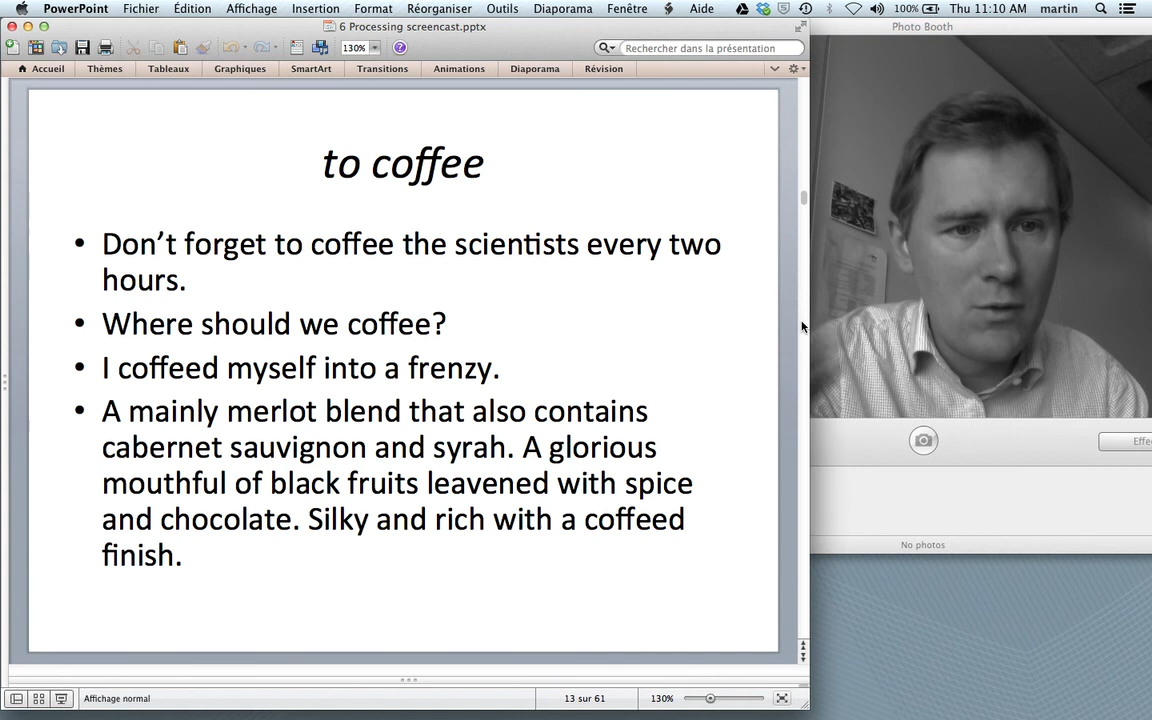 PowerPoint Fichier Édition Affichage Insertion Format Réorganiser Outils Diaporama Fenêtre Aide 100% Thu 11:10 AM martin
6 Processing screencast.pptx
Photo Booth
130%
Rechercher dans la présentation
Accueil Thèmes Tableaux Graphiques SmartArt Transitions Animations Diaporama Révision
to coffee
• Don’t forget to coffee the scientists every two
hours.
• Where should we coffee?
• I coffeed myself into a frenzy.
• A mainly merlot blend that also contains
cabernet sauvignon and syrah. A glorious
mouthful of black fruits leavened with spice
and chocolate. Silky and rich with a coffeed
finish.
Effe
No photos
Affichage normal
13 sur 61
130%